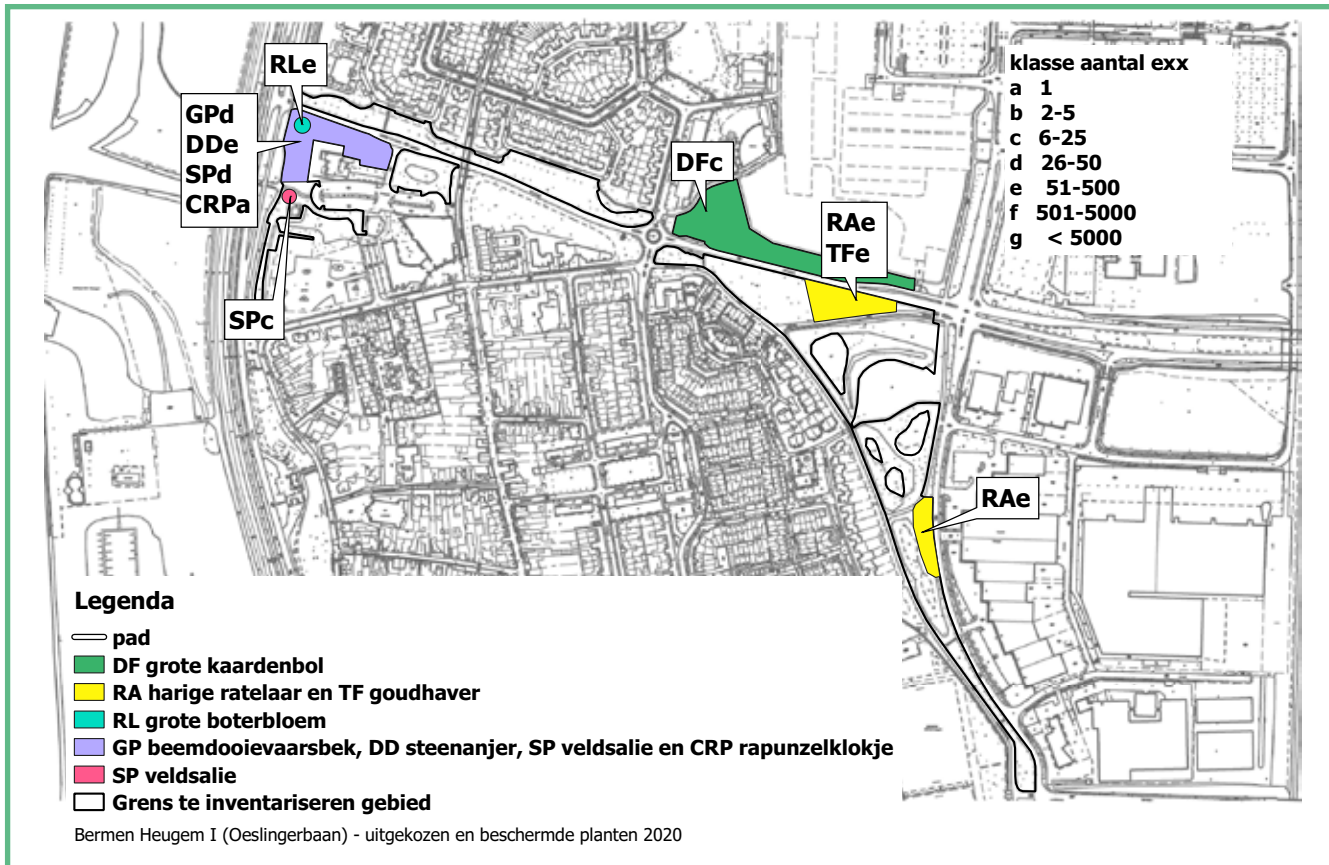 RLe
GPd
DDe
SPd
CRPa
SPc
DFc
RAe
TFe
RAe
klasse aantal exx
a 1
b 2-5
c 6-25
d 26-50
e 51-500
f 501-5000
g < 5000
Legenda
pad
DF grote kaardenbol
RA harige ratelaar en TF goudhaver
RL grote boterbloem
GP beemdooievaarsbek, DD steenanjer, SP veldsalie en CRP rapunzelklokje
SP veldsalie
Grens te inventariseren gebied
Bermen Heugem I (Oeslingerbaan) - uitgekozen en beschermde planten 2020